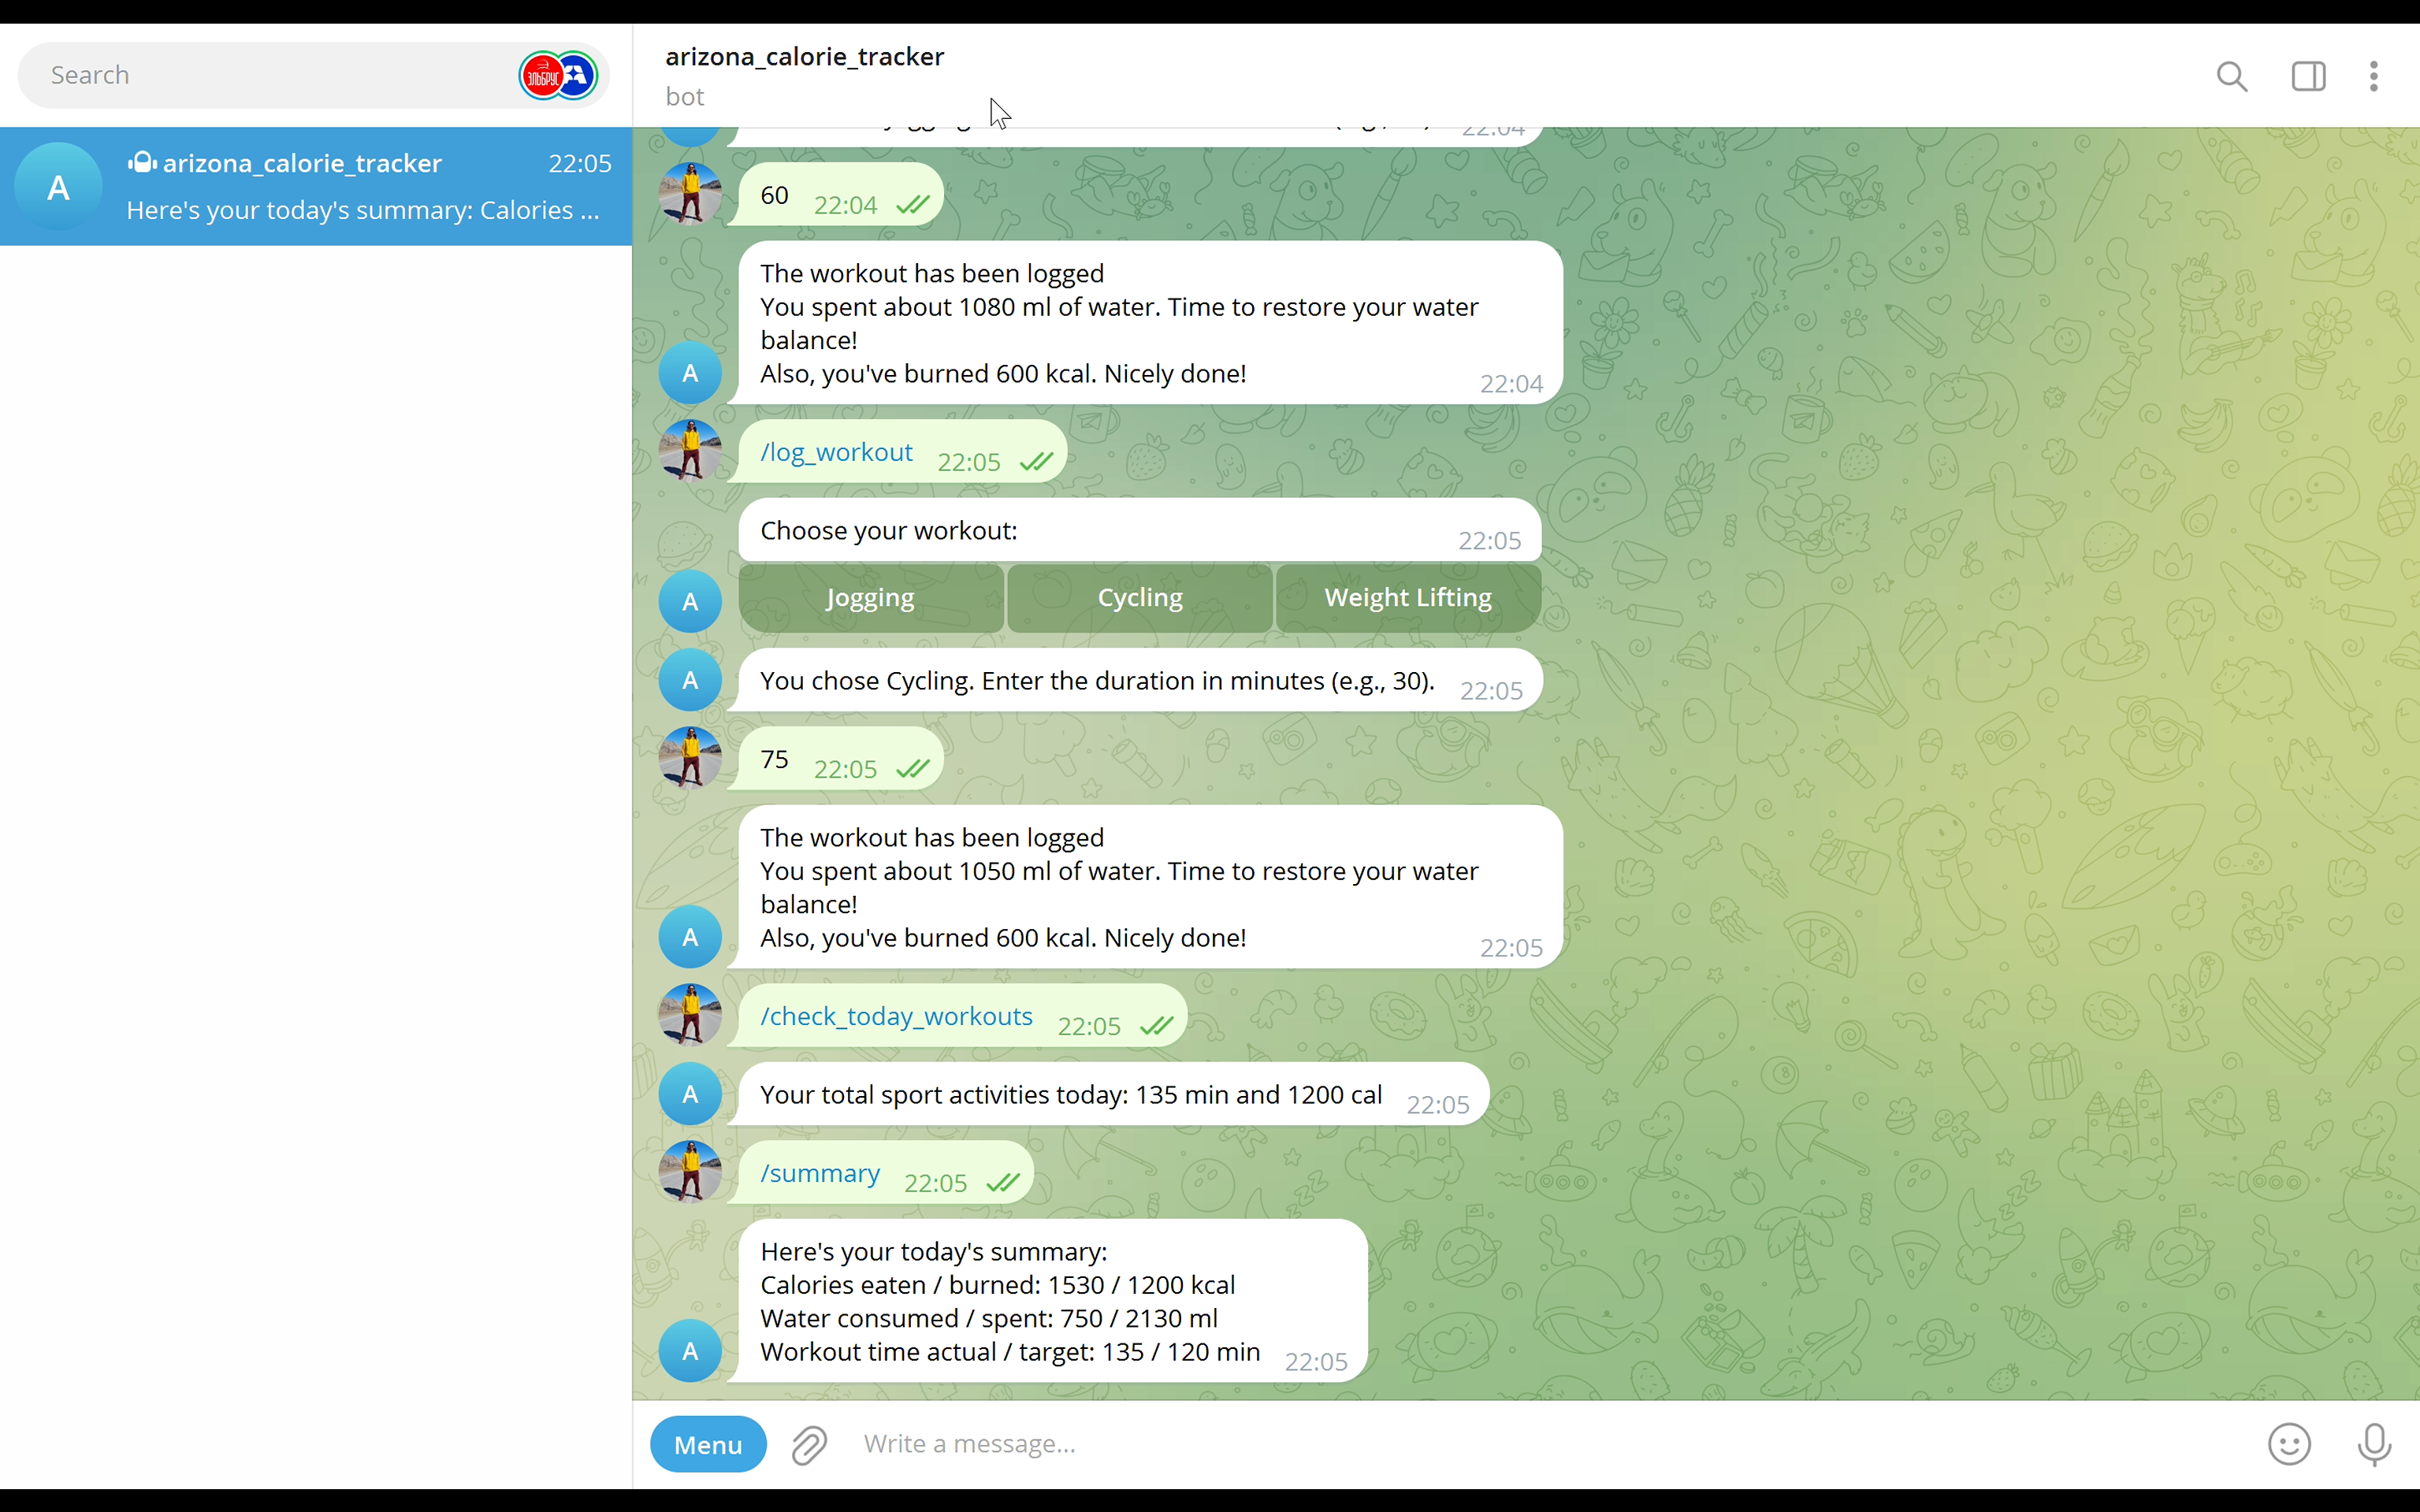 Search
ЭЛЬБРУС
arizona_calorie_tracker
22:05
A
Here's your today's summary: Calories ...
arizona_calorie_tracker
bot
22:04
60 22:04
The workout has been logged
You spent about 1080 ml of water. Time to restore your water
balance!
Also, you've burned 600 kcal. Nicely done!
22:04
A
/log_workout 22:05
Choose your workout:
22:05
A
Jogging
Cycling
Weight Lifting
A
You chose Cycling. Enter the duration in minutes (e.g., 30). 22:05
75 22:05
The workout has been logged
You spent about 1050 ml of water. Time to restore your water
balance!
Also, you've burned 600 kcal. Nicely done!
22:05
A
/check_today_workouts 22:05
A
Your total sport activities today: 135 min and 1200 cal 22:05
/summary 22:05
Here's your today's summary:
Calories eaten / burned: 1530 / 1200 kcal
Water consumed / spent: 750 / 2130 ml
Workout time actual / target: 135 / 120 min 22:05
A
Menu
Write a message...